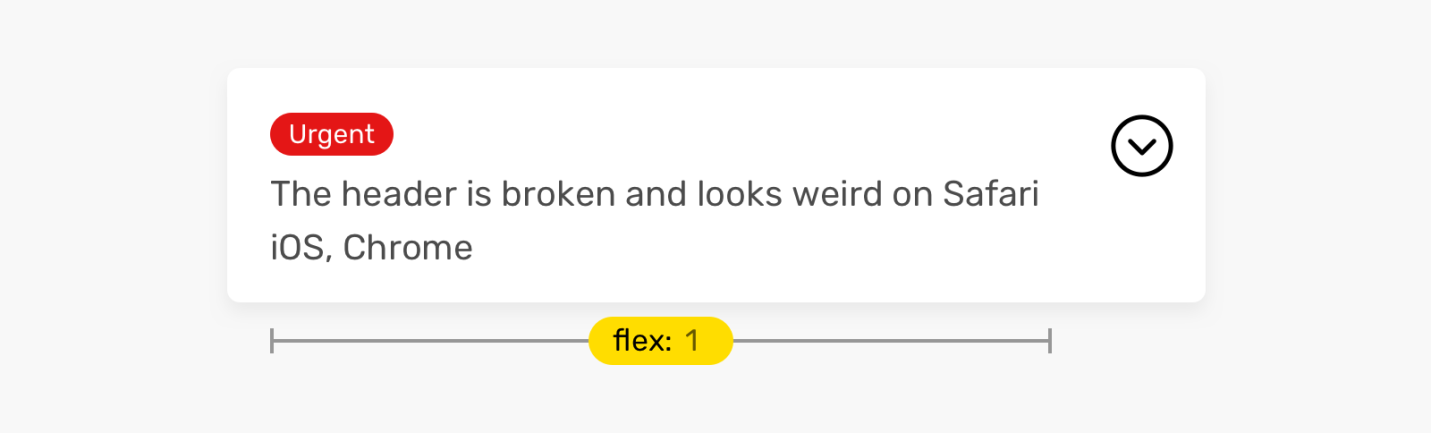 Urgent
The header is broken and looks weird on Safari
iOS, Chrome
flex: 1